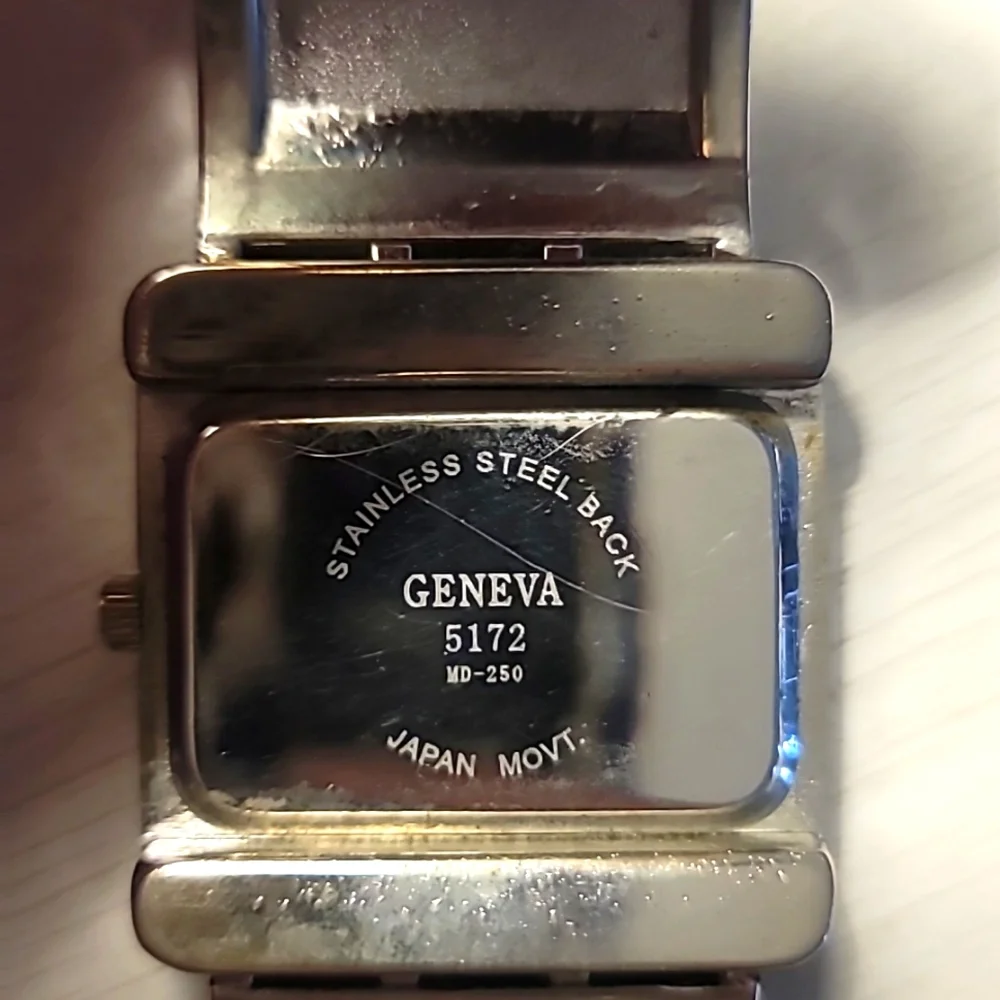 STAINLESS STEEL BACK
GENEVA
5172
MD-250
JAPAN MOVT.